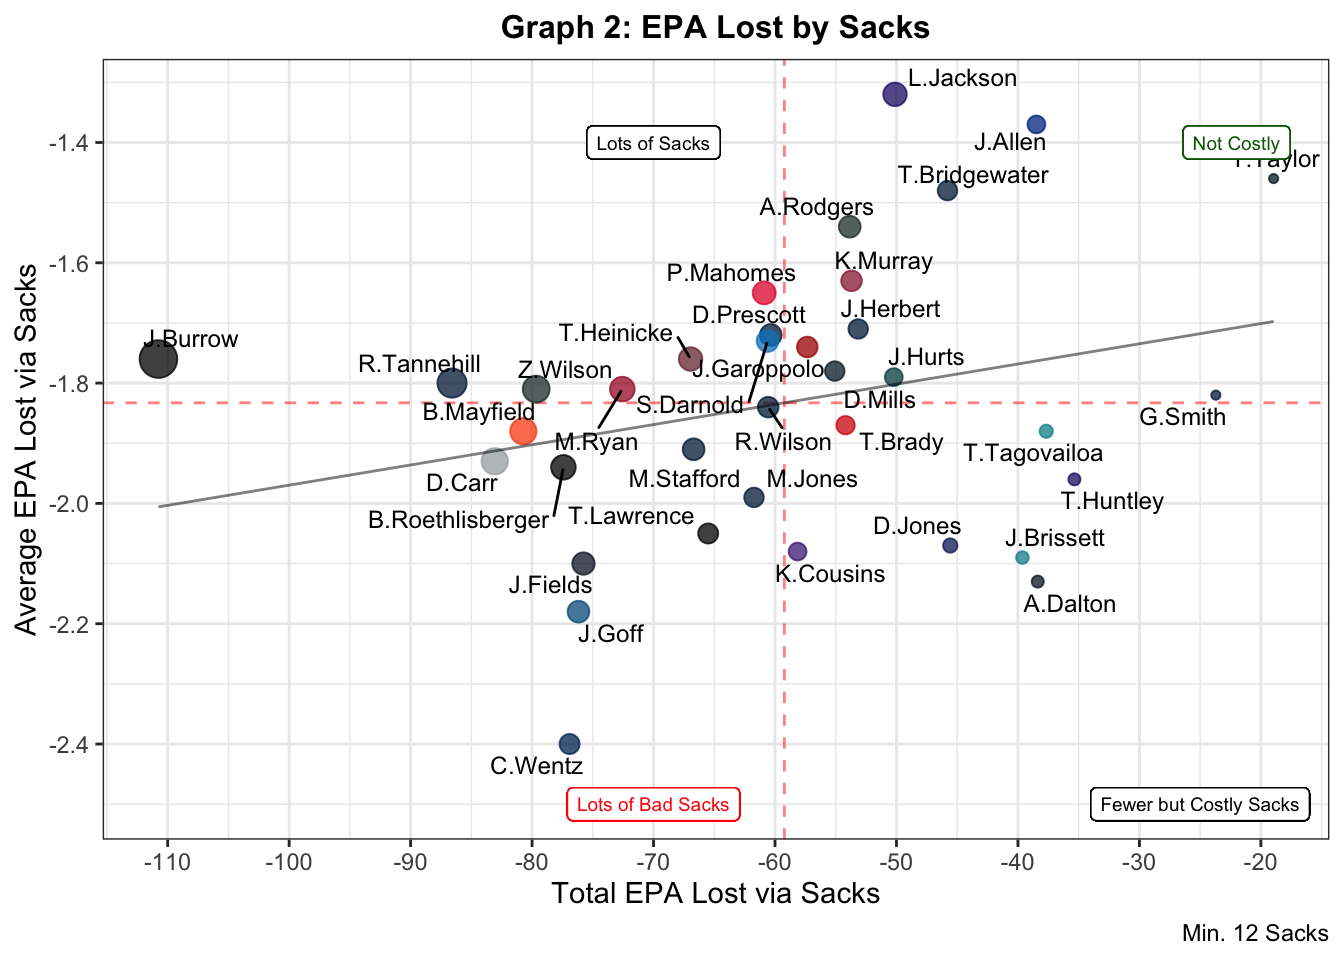 Graph 2: EPA Lost by Sacks
L.Jackson
J.Allen
Lots of Sacks
Not Costly
T.Taylor
T.Bridgewater
A.Rodgers
K.Murray
P.Mahomes
J.Herbert
D.Prescott
T.Heinicke
J.Burrow
R.Tannehill
Z.Wilson
J.Garoppolo
J.Hurts
B.Mayfield
S.Darnold
D.Mills
G.Smith
M.Ryan
R.Wilson
T.Brady
T.Tagovailoa
D.Carr
M.Stafford
M.Jones
T.Huntley
B.Roethlisberger
T.Lawrence
D.Jones
J.Brissett
J.Fields
K.Cousins
A.Dalton
J.Goff
C.Wentz
Lots of Bad Sacks
Fewer but Costly Sacks
Average EPA Lost via Sacks
-1.4
-1.6
-1.8
-2.0
-2.2
-2.4
-110
-100
-90
-80
-70
-60
-50
-40
-30
-20
Total EPA Lost via Sacks
Min. 12 Sacks